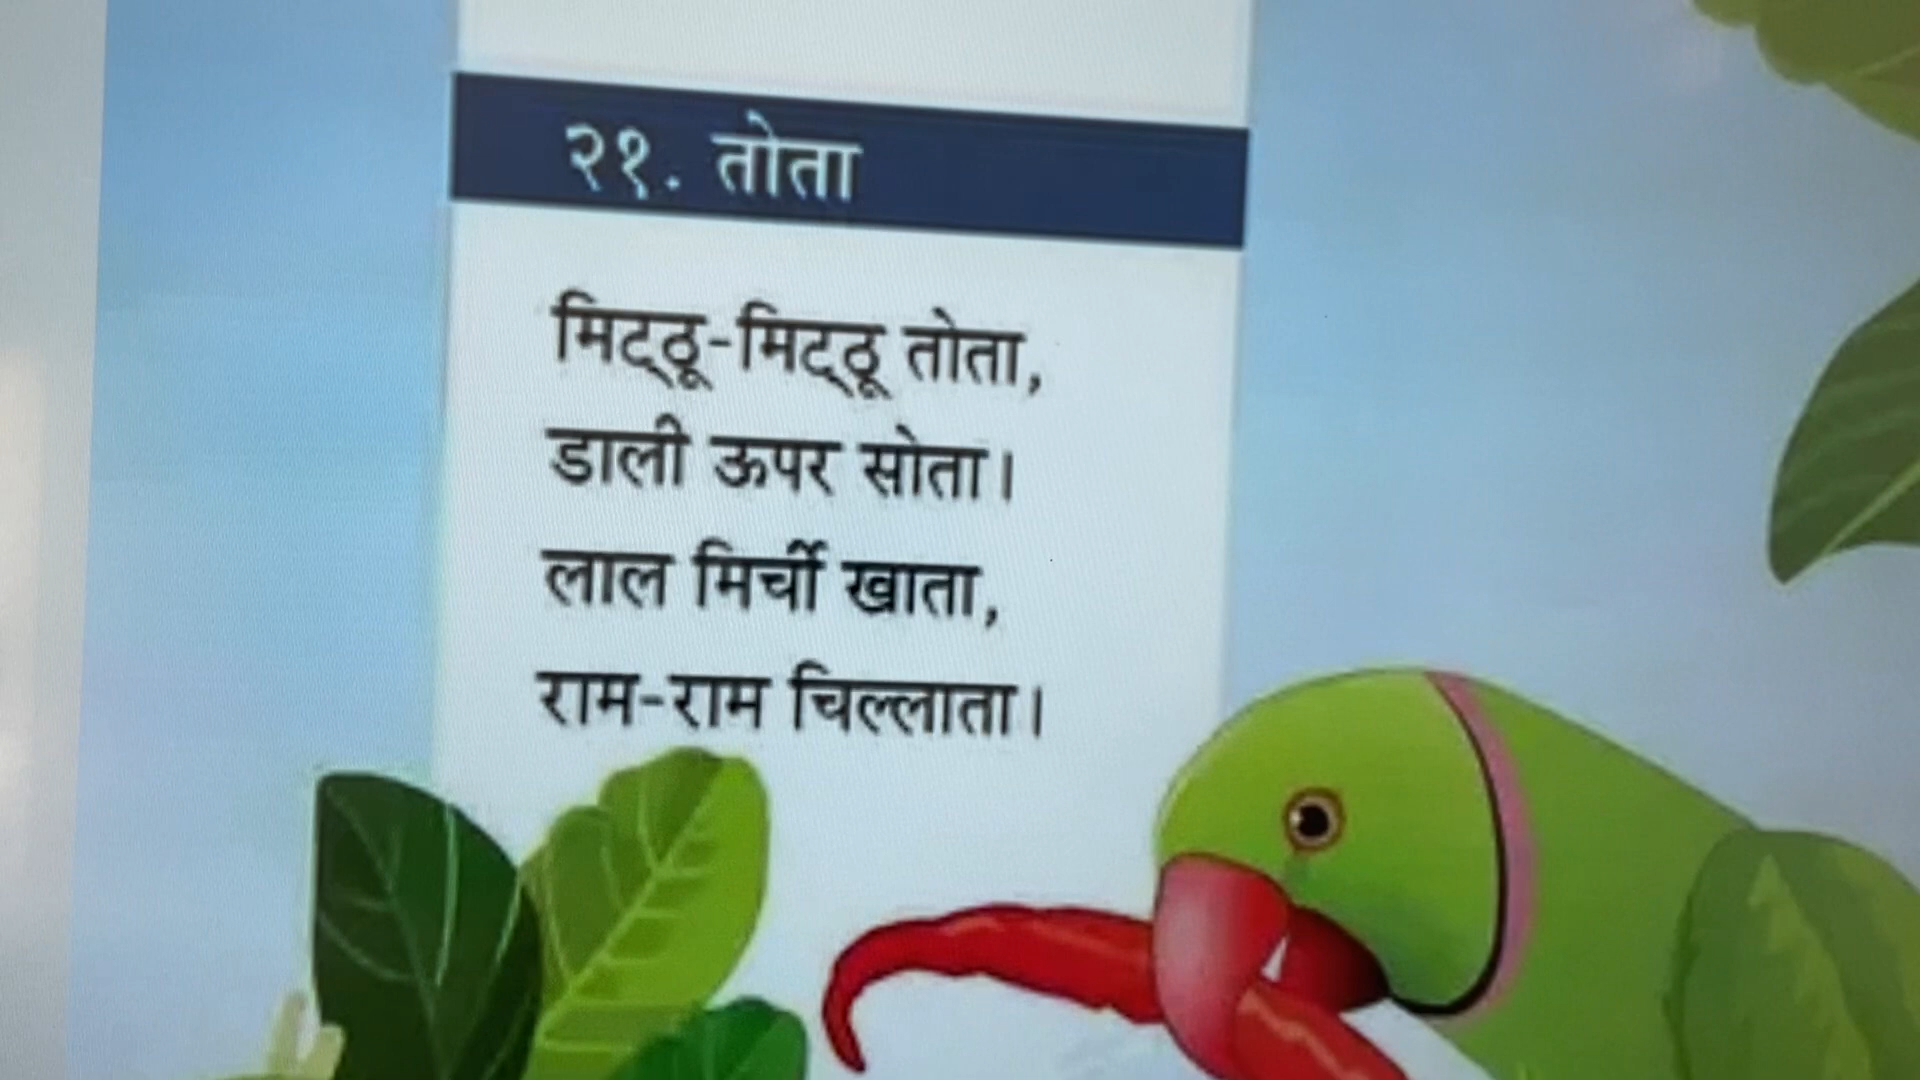 २१. तोता
मिट्ठू-मिट्ठू तोता,
डाली ऊपर सोता।
लाल मिर्ची खाता,
राम-राम चिल्लाता।